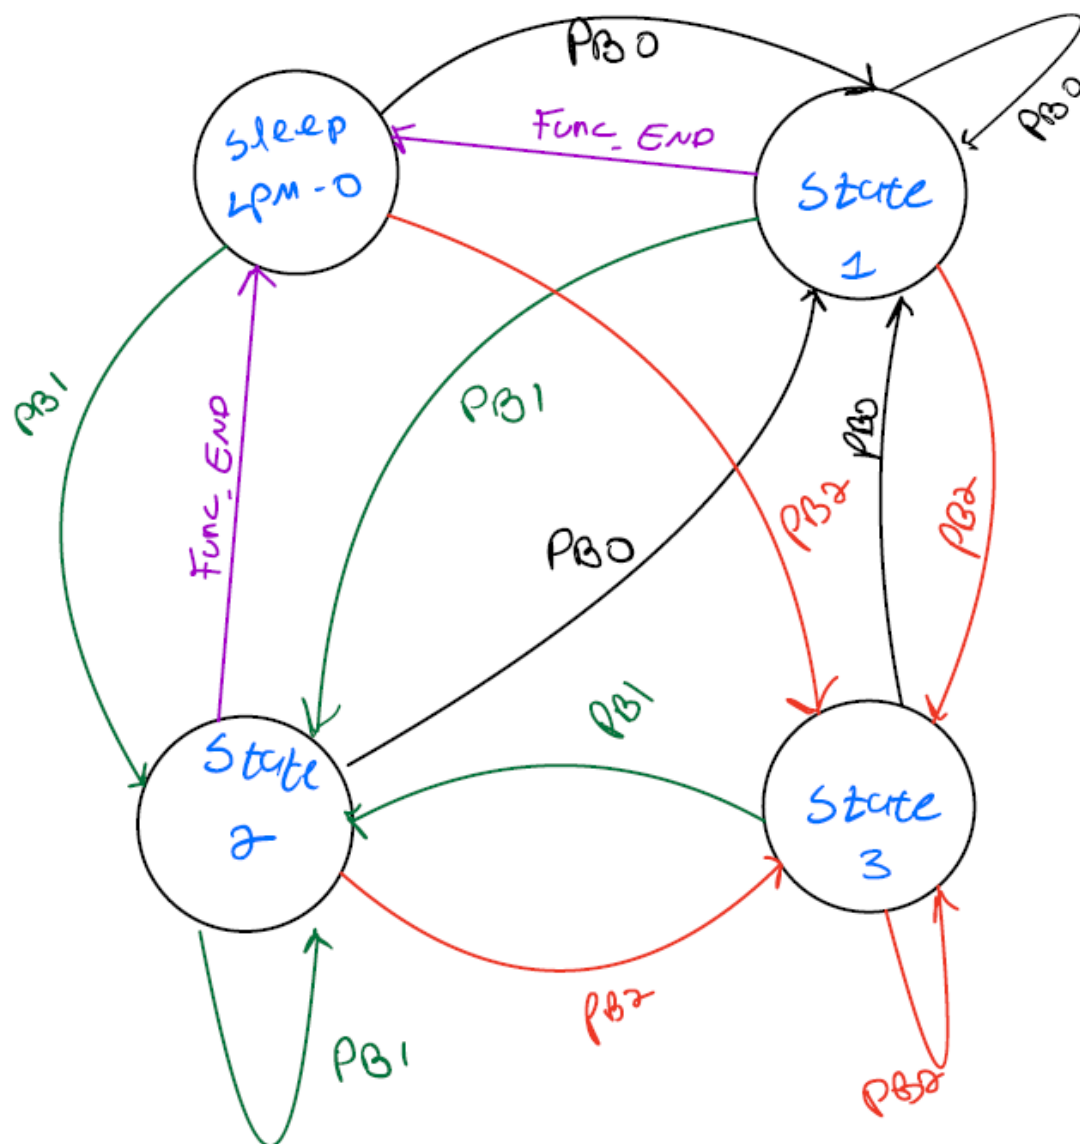 PB0
PB0
Func_END
Sleep
LPM-0
State
1
PB1
PB1
Func_END
PB0
PB2
PB0
PB2
PB1
State
2
State
3
PB2
PB1
PB2